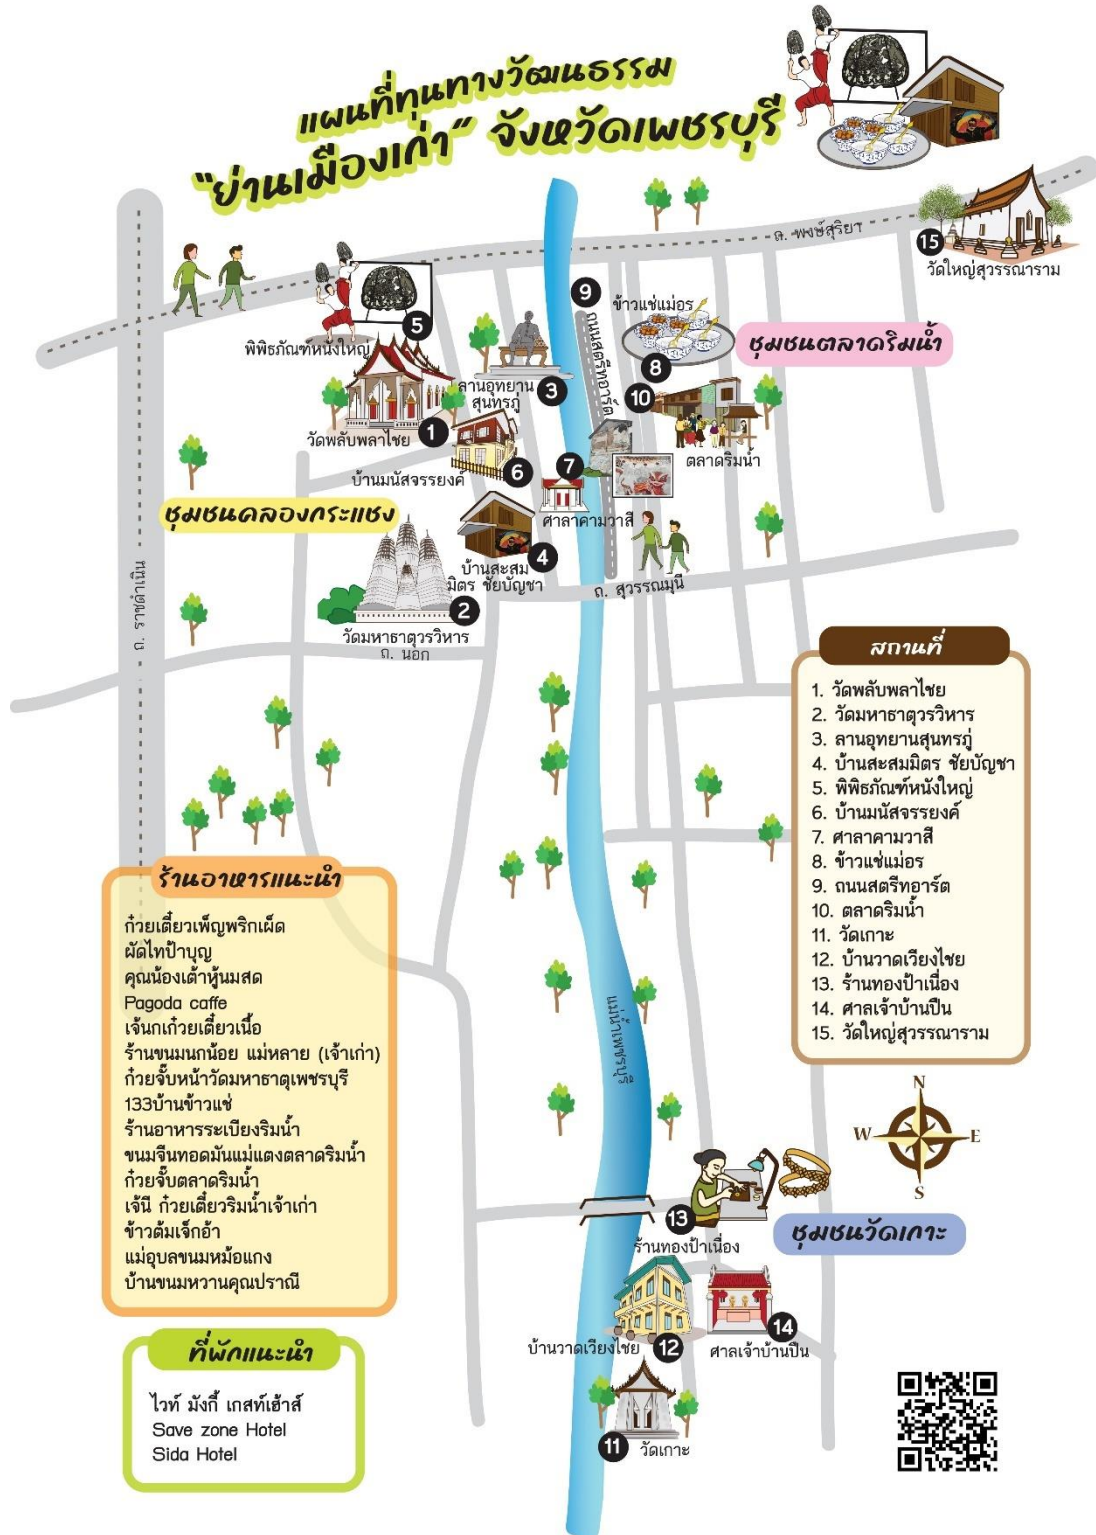 แผนที่ทุนทางวัฒนธรรม
"ย่านเมืองเก่า" จังหวัดเพชรบุรี
ถ. พงษ์สุริยา
15
วัดใหญ่สุวรรณาราม
5
พิพิธภัณฑ์หนังใหญ่
9
ถนนสตรีทอาร์ต
ข้าวแช่แม่อร
8
ชุมชนตลาดริมน้ำ
ลานอุทยาน
สุนทรภู่
3
10
ตลาดริมน้ำ
1
วัดพลับพลาไชย
6
บ้านมนัสจรรยงค์
7
ศาลาคามวาสี
ชุมชนคลองกระแชง
4
บ้านสะสม
มิตร ชัยบัญชา
2
วัดมหาธาตุวรวิหาร
ถ. นอก
ถ. ราชดำเนิน
ถ. สุวรรณมุนี
สถานที่
1. วัดพลับพลาไชย
2. วัดมหาธาตุวรวิหาร
3. ลานอุทยานสุนทรภู่
4. บ้านสะสมมิตร ชัยบัญชา
5. พิพิธภัณฑ์หนังใหญ่
6. บ้านมนัสจรรยงค์
7. ศาลาคามวาสี
8. ข้าวแช่แม่อร
9. ถนนสตรีทอาร์ต
10. ตลาดริมน้ำ
11. วัดเกาะ
12. บ้านวาดเวียงไชย
13. ร้านทองป้าเนื่อง
14. ศาลเจ้าบ้านปืน
15. วัดใหญ่สุวรรณาราม
ร้านอาหารแนะนำ
ก๋วยเตี๋ยวเพ็ญพริกเผ็ด
ผัดไทป้าบุญ
คุณน้องเต้าหู้นมสด
Pagoda caffe
เจ้นกเก๋วยเตี๋ยวเนื้อ
ร้านขนมนกน้อย แม่หลาย (เจ้าเก่า)
ก๋วยจั๊บหน้าวัดมหาธาตุเพชรบุรี
133บ้านข้าวแช่
ร้านอาหารระเบียงริมน้ำ
ขนมจีนทอดมันแม่แตงตลาดริมน้ำ
ก๋วยจั๊บตลาดริมน้ำ
เจ้นี ก๋วยเตี๋ยวริมน้ำเจ้าเก่า
ข้าวต้มเจ็กอ้า
แม่อุบลขนมหม้อแกง
บ้านขนมหวานคุณปราณี
แม่น้ำเพชรบุรี
N
W
E
S
13
ร้านทองป้าเนื่อง
ชุมชนวัดเกาะ
12
บ้านวาดเวียงไชย
14
ศาลเจ้าบ้านปืน
11
วัดเกาะ
ที่พักแนะนำ
ไวท์ มังกี้ เกสท์เฮ้าส์
Save zone Hotel
Sida Hotel